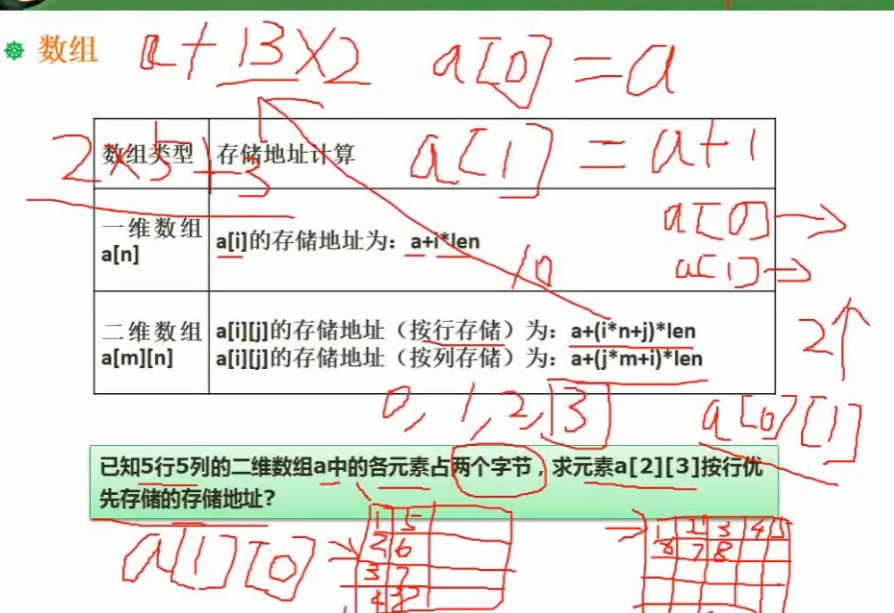 数组
a+13×2
a[0]=a
2×5+3
数组类型 存储地址计算
a[1]=a+1
一维数组 a[n]
a[i]的存储地址为：a+i*len
a[0]
a[1]
10
二维数组 a[m][n]
a[i][j]的存储地址（按行存储）为：a+(i*n+j)*len
a[i][j]的存储地址（按列存储）为：a+(j*m+i)*len
2
0,1,2,3
a[0][1]
已知5行5列的二维数组a中的各元素占两个字节，求元素a[2][3]按行优
先存储的存储地址?
a[1][0]
1 5
2 6
3 7
1 2 3 4 5
8 7 8